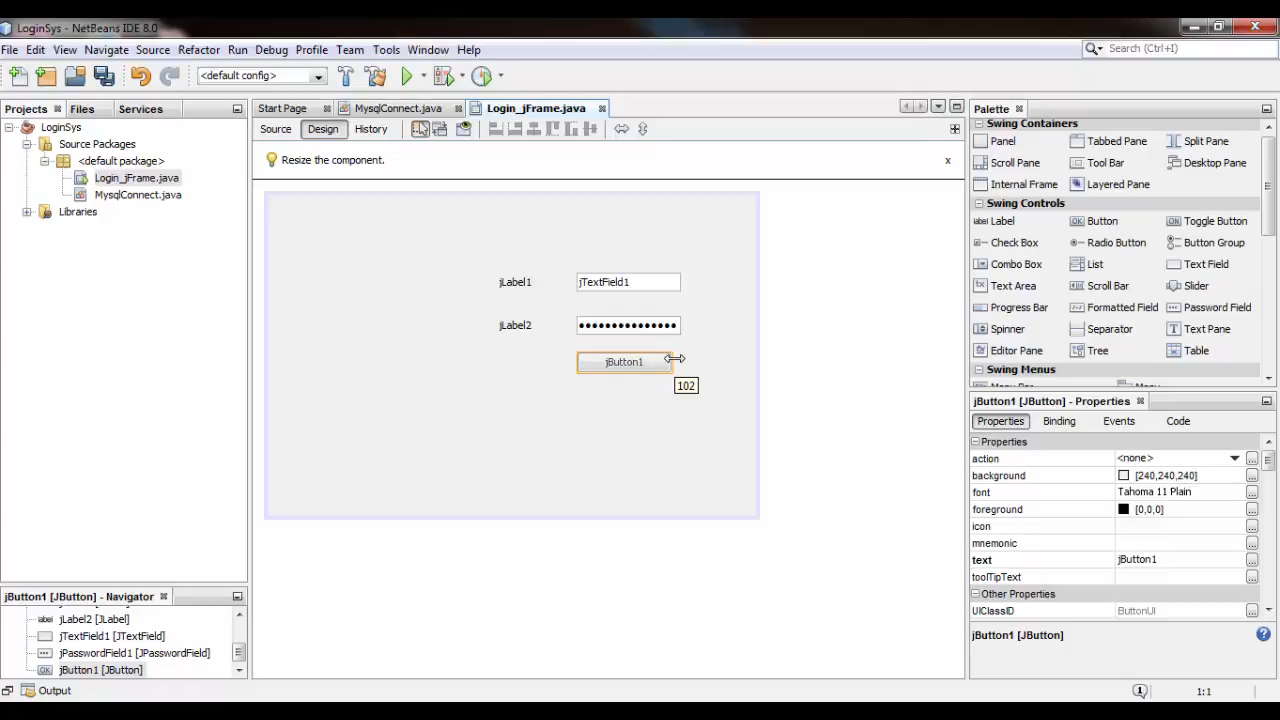 LoginSys - NetBeans IDE 8.0
File Edit View Navigate Source Refactor Run Debug Profile Team Tools Window Help
Search (Ctrl+I)
<default config>
Projects Files Services
Start Page MysqlConnect.java Login_jFrame.java
Palette
LoginSys
Source Packages
<default package>
Login_jFrame.java
MysqlConnect.java
Libraries
Source Design History
Resize the component.
x
jLabel1 jTextField1
jLabel2
jButton1
102
Swing Containers
Panel Tabbed Pane Split Pane
Scroll Pane Tool Bar Desktop Pane
Internal Frame Layered Pane
Swing Controls
Label Button Toggle Button
Check Box Radio Button Button Group
Combo Box List Text Field
Text Area Scroll Bar Slider
Progress Bar Formatted Field Password Field
Spinner Separator Text Pane
Editor Pane Tree Table
Swing Menus
jButton1 [JButton] - Properties
Properties Binding Events Code
Properties
action <none> ...
background [240,240,240] ...
font Tahoma 11 Plain ...
foreground [0,0,0] ...
icon ...
mnemonic ...
text jButton1 ...
toolTipText ...
Other Properties
UIClassID ButtonUI ...
jButton1 [JButton]
jButton1 [JButton] - Navigator
jLabel2 [JLabel]
jTextField1 [JTextField]
jPasswordField1 [JPasswordField]
jButton1 [JButton]
Output
1 1:1